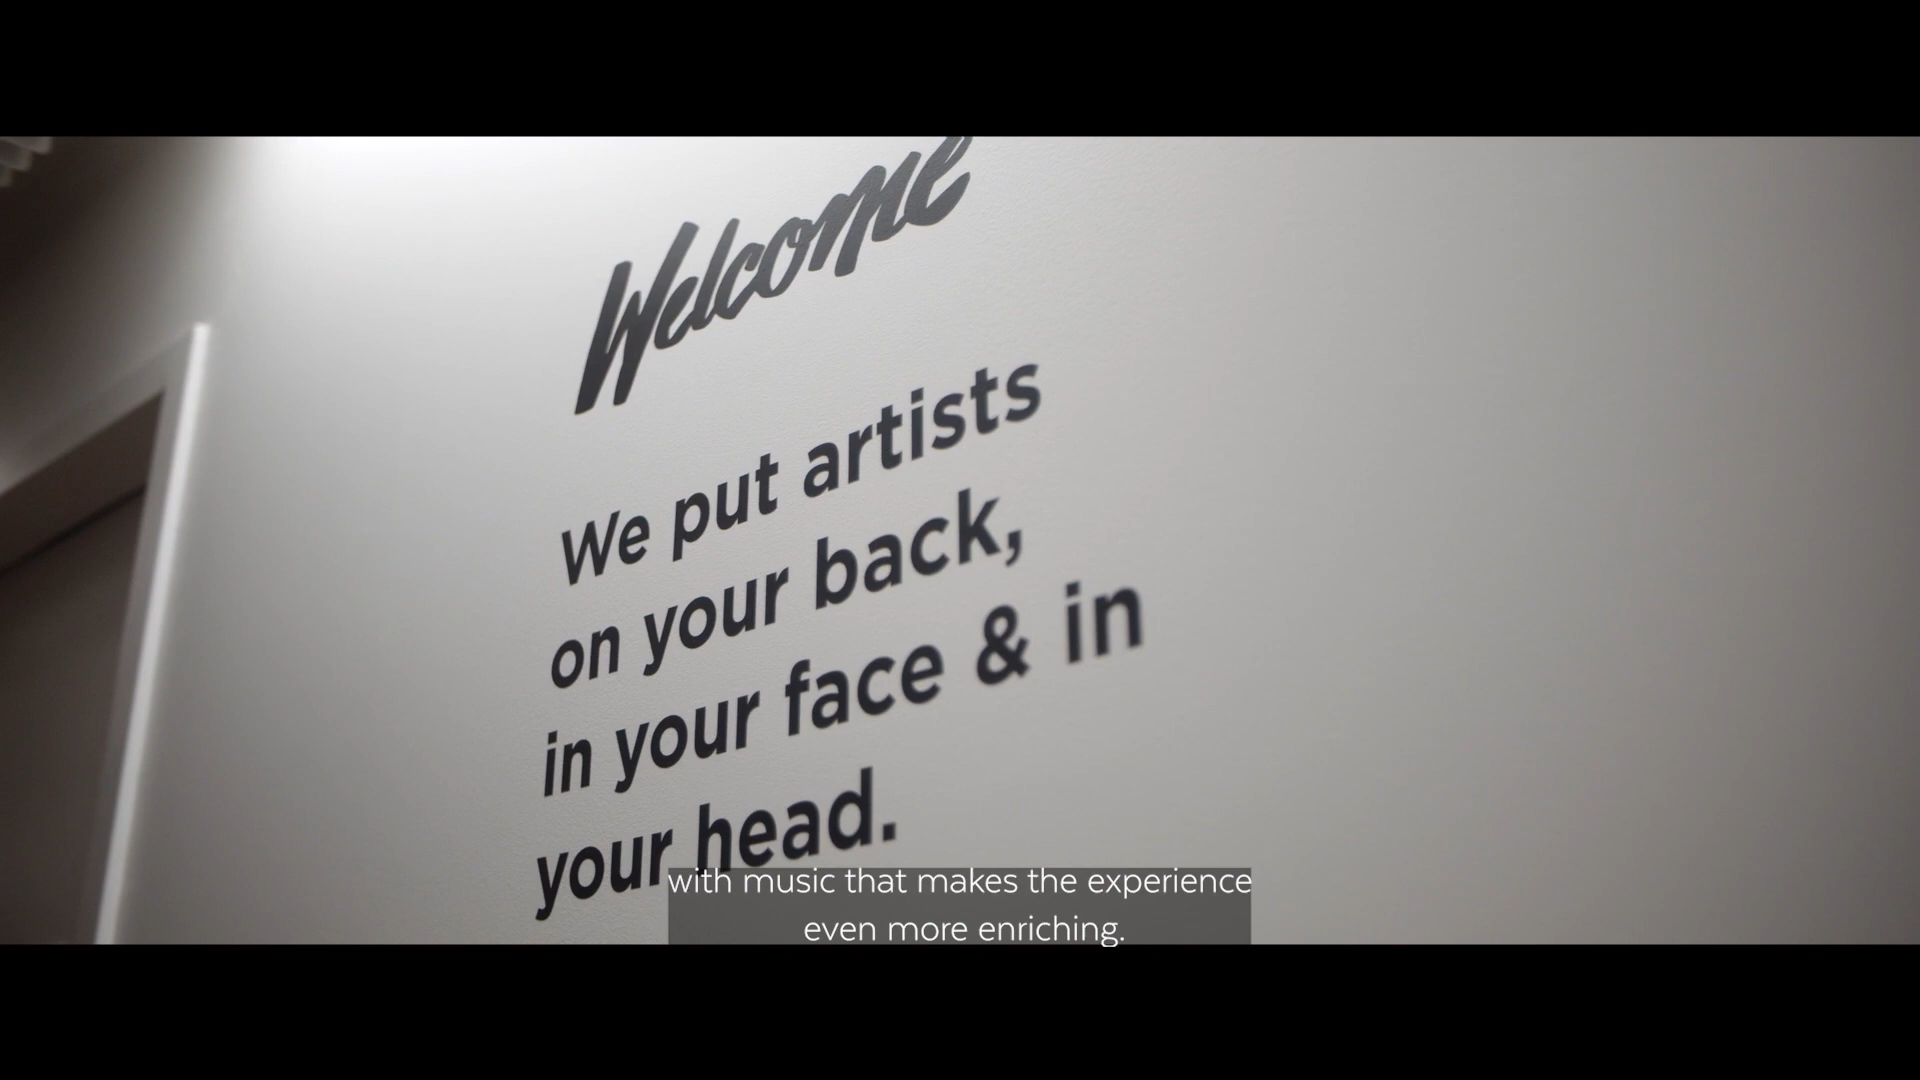 Welcome
We put artists
on your back,
in your face & in
your head.
with music that makes the experience
even more enriching.